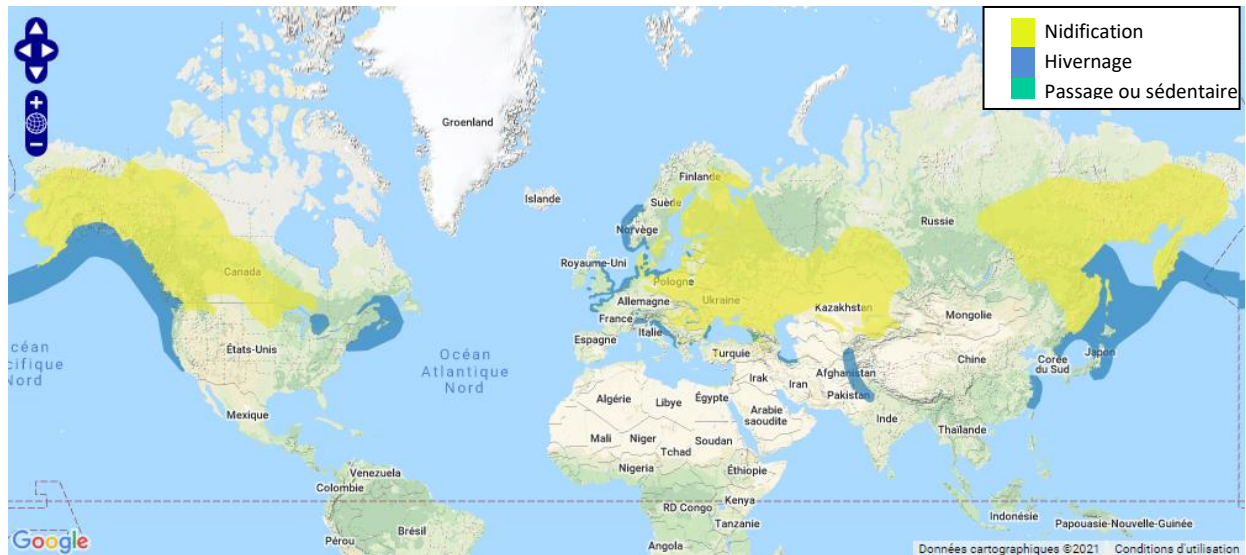 Nidification
Hivernage
Passage ou sédentaire
+
−
Groenland
Islande
Finlande
Suède
Norvège
Russie
Royaume-Uni
Pologne
Allemagne
Ukraine
Kazakhstan
Mongolie
France
Italie
Espagne
Turquie
Chine
Corée
du Sud
Japon
Canada
États-Unis
Mexique
céan
cifique
Nord
Océan
Atlantique
Nord
Irak
Iran
Afghanistan
Pakistan
Algérie
Libye
Égypte
Arabie
saoudite
Inde
Thaïlande
Mali
Niger
Tchad
Soudan
Nigeria
Éthiopie
Venezuela
Colombie
RD Congo
Kenya
Tanzanie
Angola
Brésil
Pérou
Indonésie
Papouasie-Nouvelle-Guinée
Google
Données cartographiques ©2021 Conditions d'utilisation